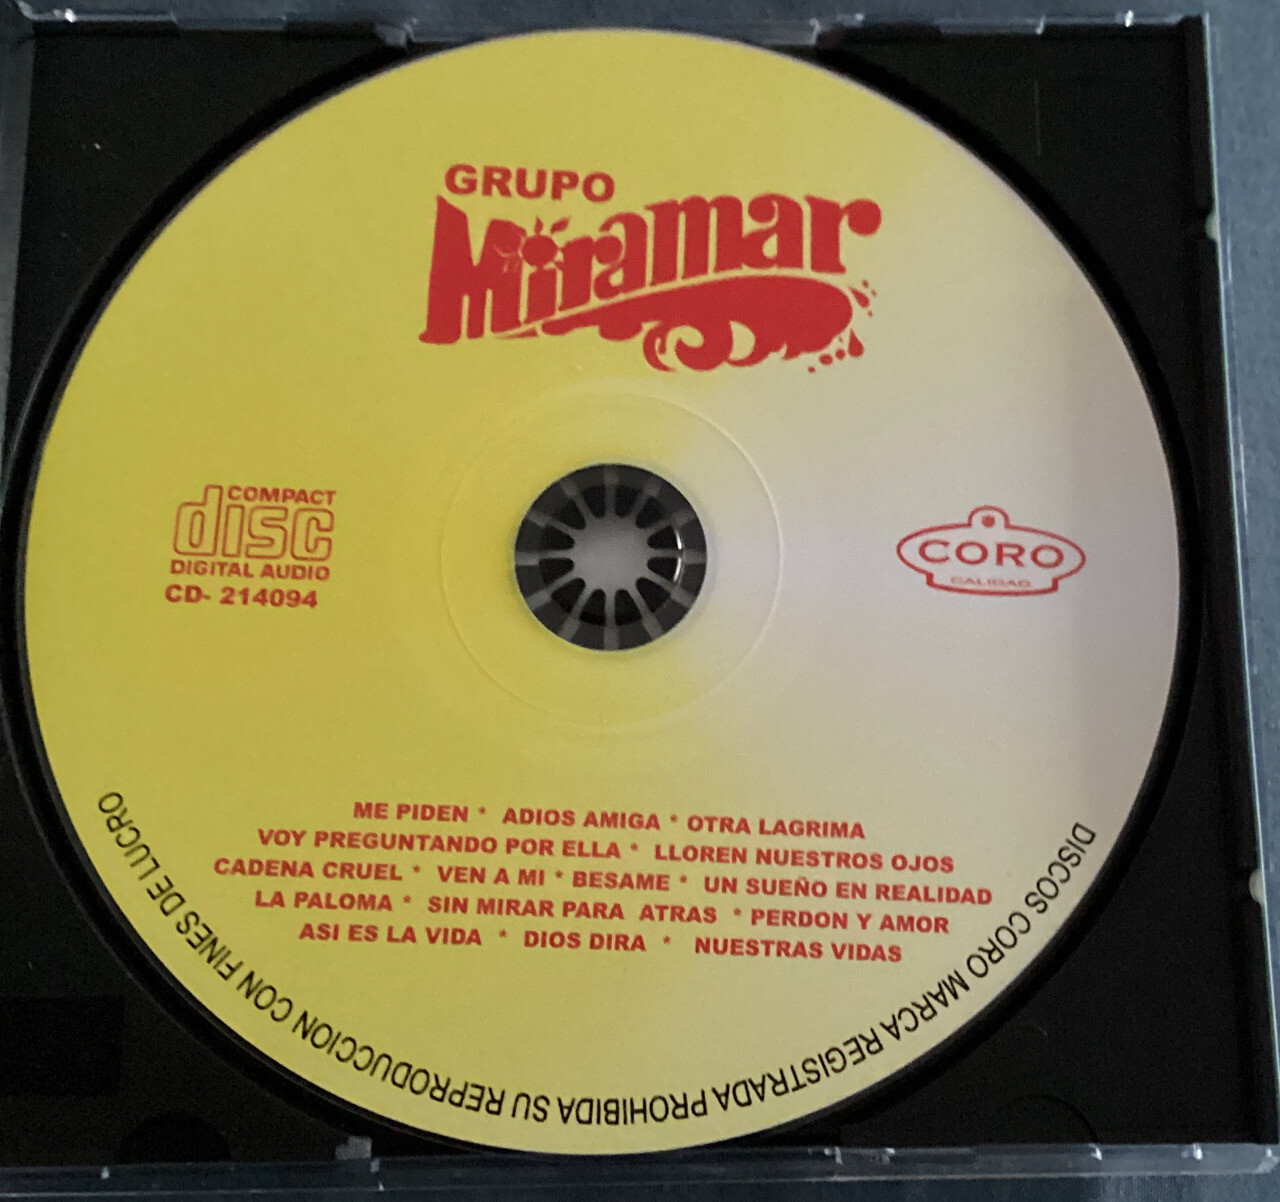 GRUPO
Miramar
COMPACT
disc
DIGITAL AUDIO
CD- 214094
CORO
CALIDAD
ME PIDEN * ADIOS AMIGA * OTRA LAGRIMA
VOY PREGUNTANDO POR ELLA * LLOREN NUESTROS OJOS
CADENA CRUEL * VEN A MI * BESAME * UN SUEÑO EN REALIDAD
LA PALOMA * SIN MIRAR PARA ATRAS * PERDON Y AMOR
ASI ES LA VIDA * DIOS DIRA * NUESTRAS VIDAS
DISCOS CORO MARCA REGISTRADA PROHIBIDA SU REPRODUCCION CON FINES DE LUCRO